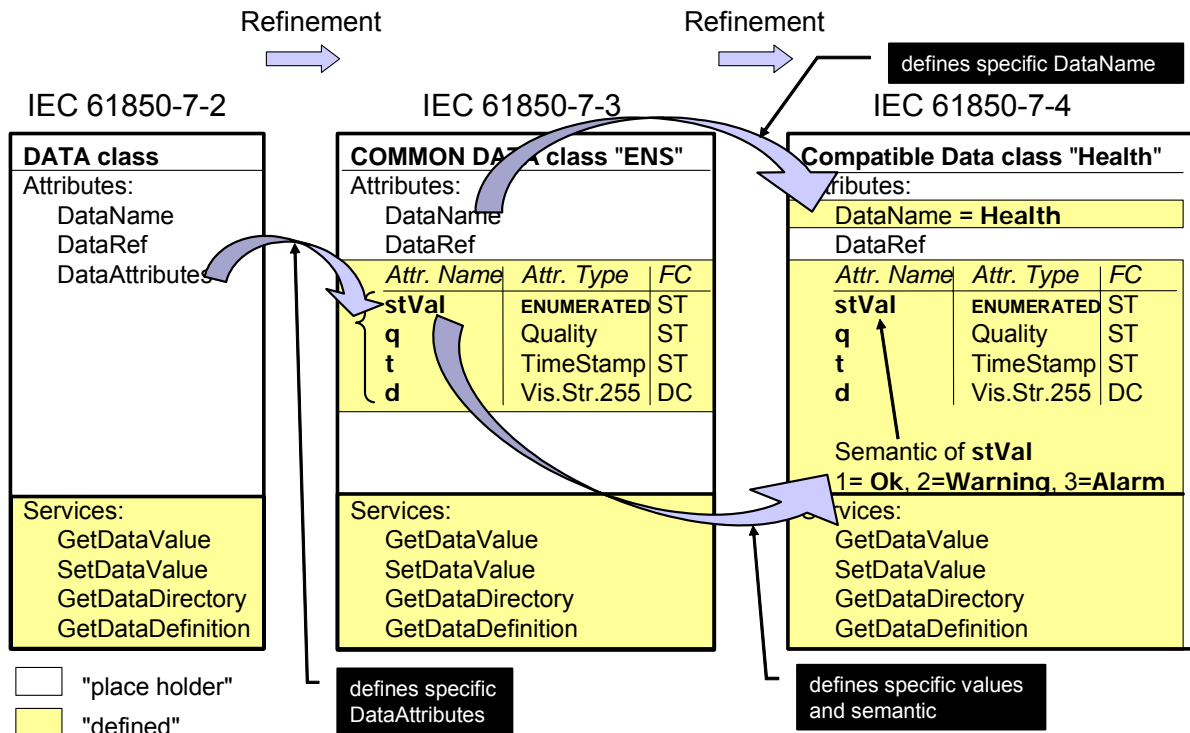 Refinement
Refinement
defines specific DataName
IEC 61850-7-2
IEC 61850-7-3
IEC 61850-7-4
DATA class
Attributes:
DataName
DataRef
DataAttributes
Services:
GetDataValue
SetDataValue
GetDataDirectory
GetDataDefinition
COMMON DATA class "ENS"
Attributes:
DataName
DataRef
Attr. Name Attr. Type FC
stVal ENUMERATED ST
q Quality ST
t TimeStamp ST
d Vis.Str.255 DC
Services:
GetDataValue
SetDataValue
GetDataDirectory
GetDataDefinition
Compatible Data class "Health"
Attributes:
DataName = Health
DataRef
Attr. Name Attr. Type FC
stVal ENUMERATED ST
q Quality ST
t TimeStamp ST
d Vis.Str.255 DC
Semantic of stVal
1= Ok, 2=Warning, 3=Alarm
Services:
GetDataValue
SetDataValue
GetDataDirectory
GetDataDefinition
"place holder"
"defined"
defines specific
DataAttributes
defines specific values
and semantic